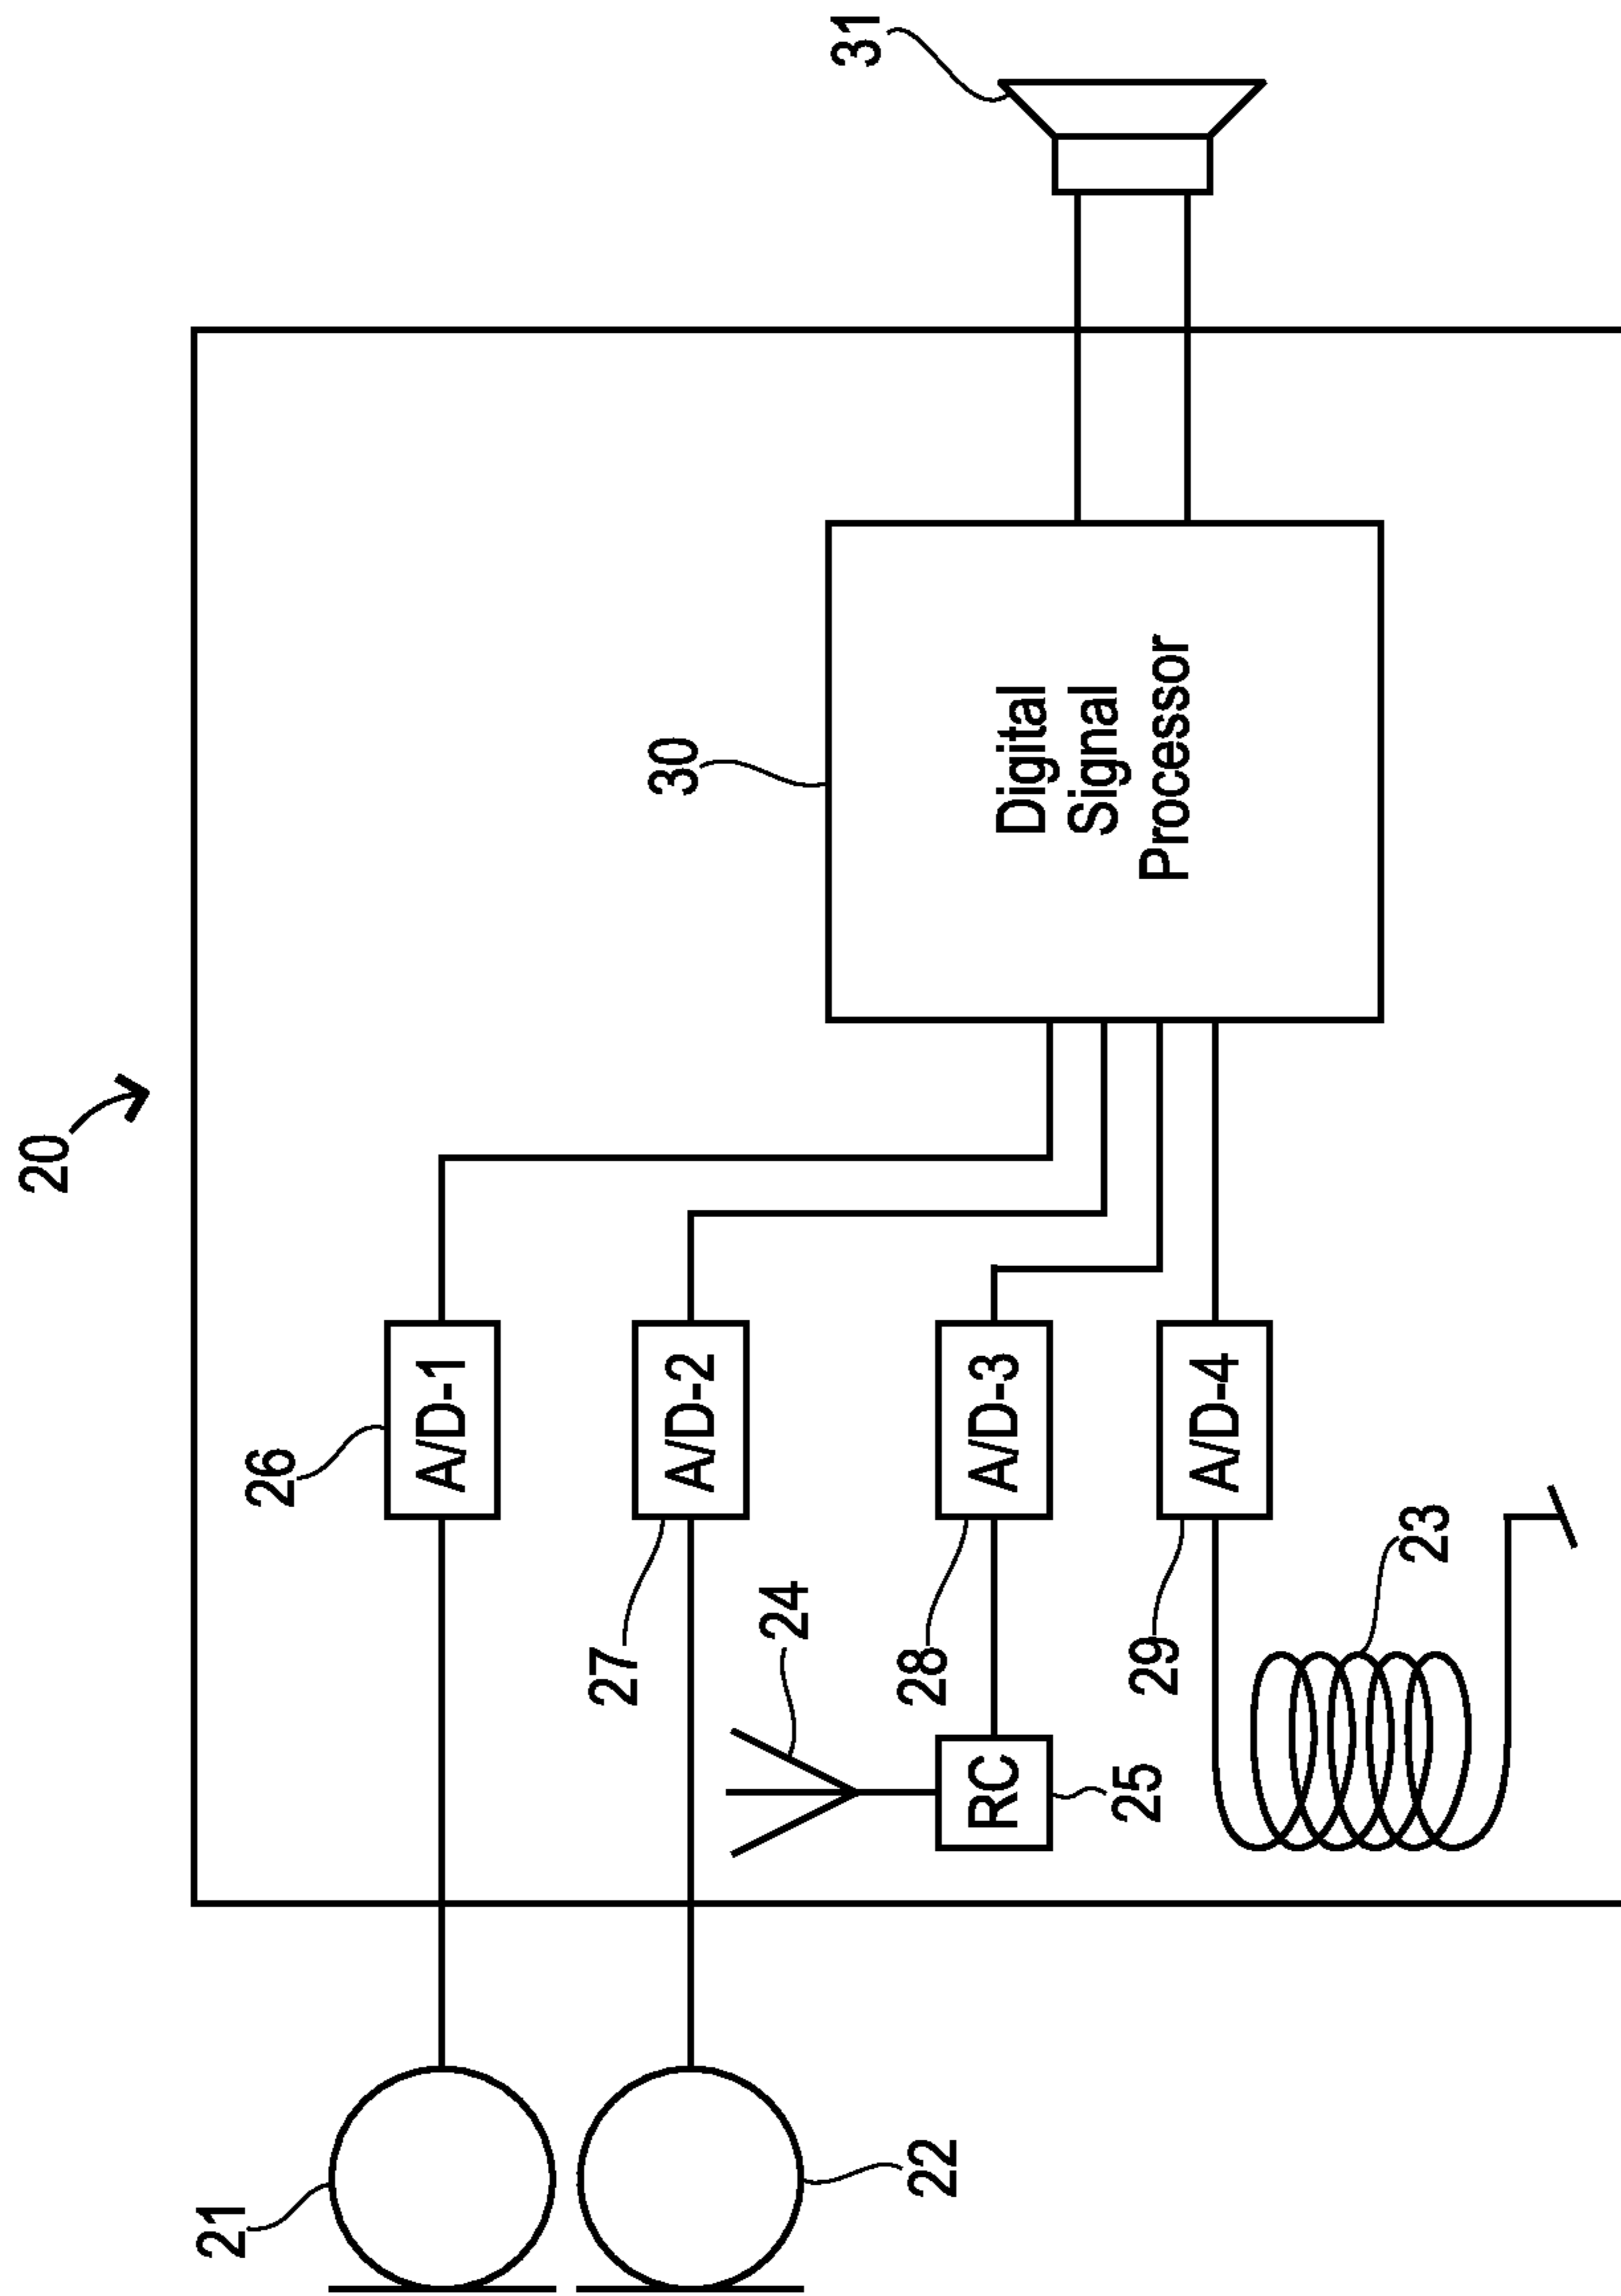 20
21
22
26
A/D-1
27
A/D-2
24
RC
25
28
A/D-3
29
A/D-4
23
30
Digital
Signal
Processor
31